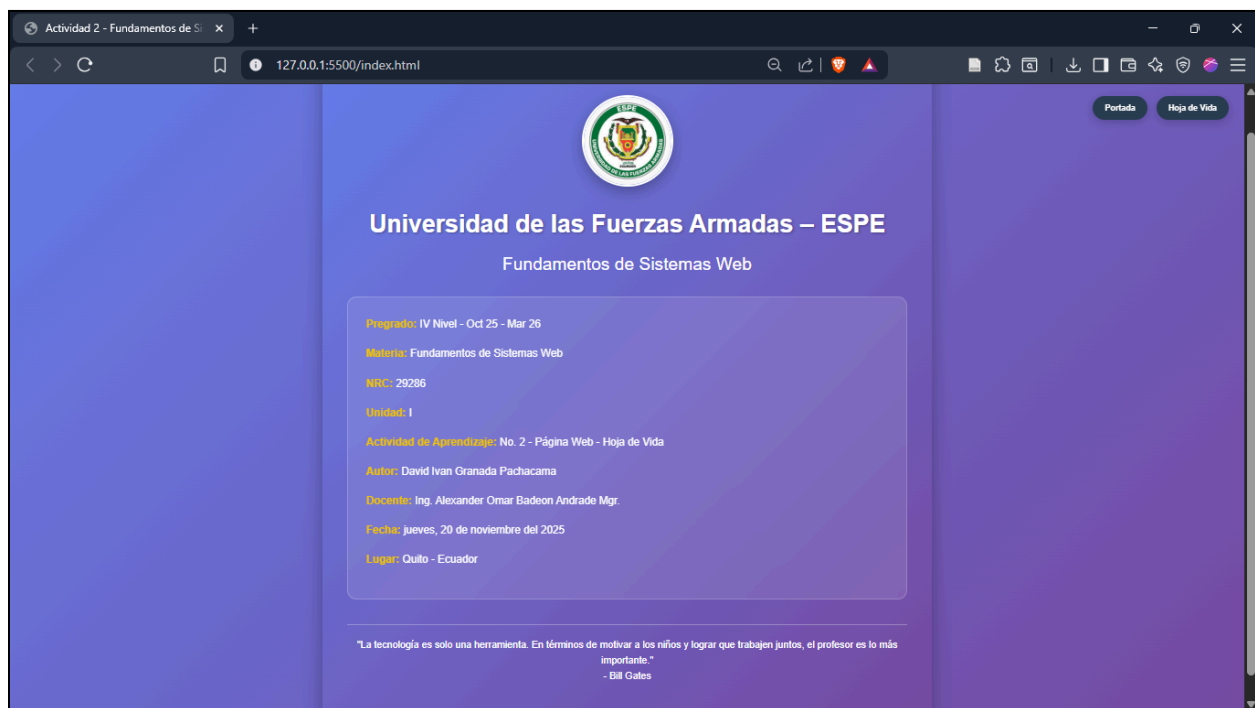 Actividad 2 - Fundamentos de Si
127.0.0.1:5500/index.html
Portada
Hoja de Vida
ESPE
Universidad de las Fuerzas Armadas – ESPE
Fundamentos de Sistemas Web
Pregrado: IV Nivel - Oct 25 - Mar 26
Materia: Fundamentos de Sistemas Web
NRC: 29286
Unidad: I
Actividad de Aprendizaje: No. 2 - Página Web - Hoja de Vida
Autor: David Ivan Granada Pachacama
Docente: Ing. Alexander Omar Badeon Andrade Mgr.
Fecha: jueves, 20 de noviembre del 2025
Lugar: Quito - Ecuador
"La tecnología es solo una herramienta. En términos de motivar a los niños y lograr que trabajen juntos, el profesor es lo más
importante."
- Bill Gates